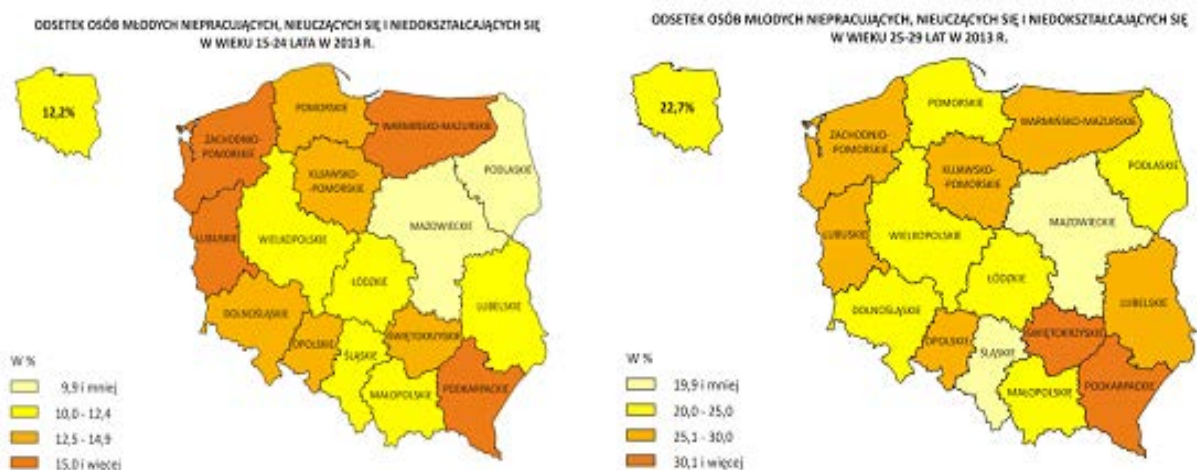 ODSETEK OSÓB MŁODYCH NIEPRACUJĄCYCH, NIEUCZĄCYCH SIĘ I NIEDOKSZTAŁCAJĄCYCH SIĘ
W WIEKU 15-24 LATA W 2013 R.
12,2%
POMORSKIE
WARMIŃSKO-MAZURSKIE
ZACHODNIO-
POMORSKIE
PODLASKIE
KUJAWSKO-
-POMORSKIE
MAZOWIECKIE
LUBUSKIE
WIELKOPOLSKIE
ŁÓDZKIE
LUBELSKIE
DOLNOŚLĄSKIE
ŚWIĘTOKRZYSKIE
OPOLSKIE
ŚLĄSKIE
PODKARPACKIE
MAŁOPOLSKIE
W %
9,9 i mniej
10,0 - 12,4
12,5 - 14,9
15,0 i więcej
ODSETEK OSÓB MŁODYCH NIEPRACUJĄCYCH, NIEUCZĄCYCH SIĘ I NIEDOKSZTAŁCAJĄCYCH SIĘ
W WIEKU 25-29 LAT W 2013 R.
22,7%
POMORSKIE
WARMIŃSKO-MAZURSKIE
ZACHODNIO-
POMORSKIE
PODLASKIE
KUJAWSKO-
-POMORSKIE
MAZOWIECKIE
LUBUSKIE
WIELKOPOLSKIE
ŁÓDZKIE
LUBELSKIE
DOLNOŚLĄSKIE
ŚWIĘTOKRZYSKIE
OPOLSKIE
ŚLĄSKIE
PODKARPACKIE
MAŁOPOLSKIE
W %
19,9 i mniej
20,0 - 25,0
25,1 - 30,0
30,1 i więcej